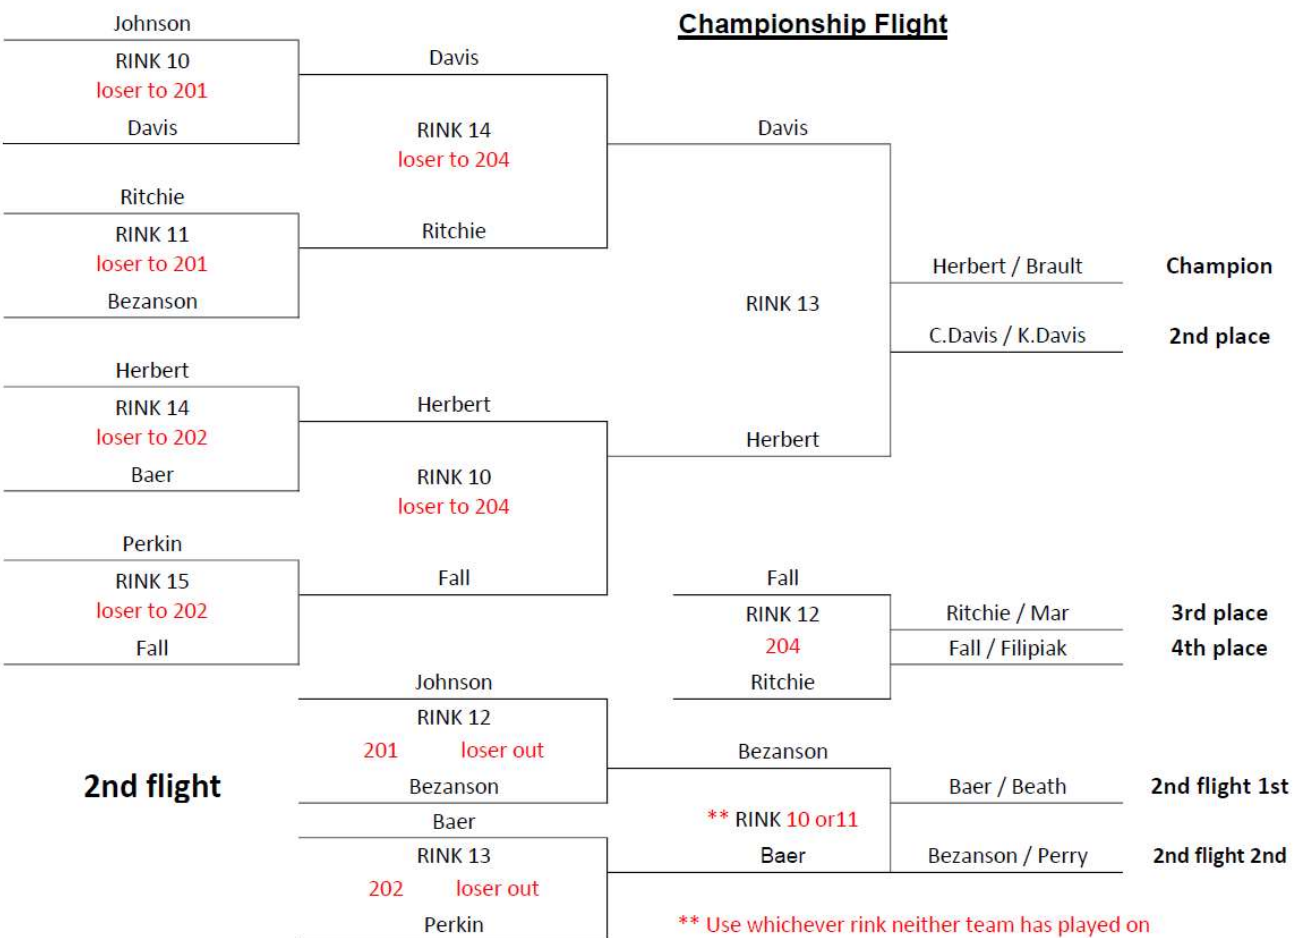 Championship Flight
Johnson
RINK 10
loser to 201
Davis
Davis
RINK 14
loser to 204
Davis
Ritchie
RINK 11
loser to 201
Bezanson
Ritchie
Herbert / Brault Champion
RINK 13
C.Davis / K.Davis 2nd place
Herbert
RINK 14
loser to 202
Baer
Herbert
RINK 10
loser to 204
Herbert
Perkin
RINK 15
loser to 202
Fall
Fall
Fall
RINK 12
204
Ritchie
Ritchie / Mar 3rd place
Fall / Filipiak 4th place
2nd flight
Johnson
RINK 12
201 loser out
Bezanson
Baer
RINK 13
202 loser out
Perkin
Bezanson
** RINK 10 or11
Baer
Baer / Beath 2nd flight 1st
Bezanson / Perry 2nd flight 2nd
** Use whichever rink neither team has played on